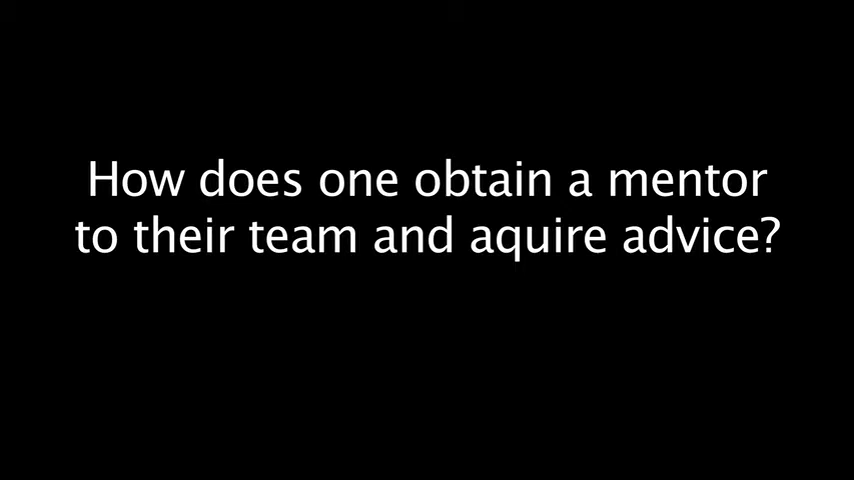 How does one obtain a mentor
to their team and aquire advice?